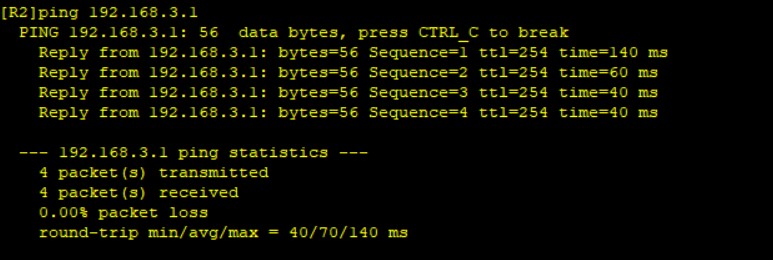 [R2]ping 192.168.3.1
PING 192.168.3.1: 56  data bytes, press CTRL_C to break
Reply from 192.168.3.1: bytes=56 Sequence=1 ttl=254 time=140 ms
Reply from 192.168.3.1: bytes=56 Sequence=2 ttl=254 time=60 ms
Reply from 192.168.3.1: bytes=56 Sequence=3 ttl=254 time=40 ms
Reply from 192.168.3.1: bytes=56 Sequence=4 ttl=254 time=40 ms
--- 192.168.3.1 ping statistics ---
4 packet(s) transmitted
4 packet(s) received
0.00% packet loss
round-trip min/avg/max = 40/70/140 ms